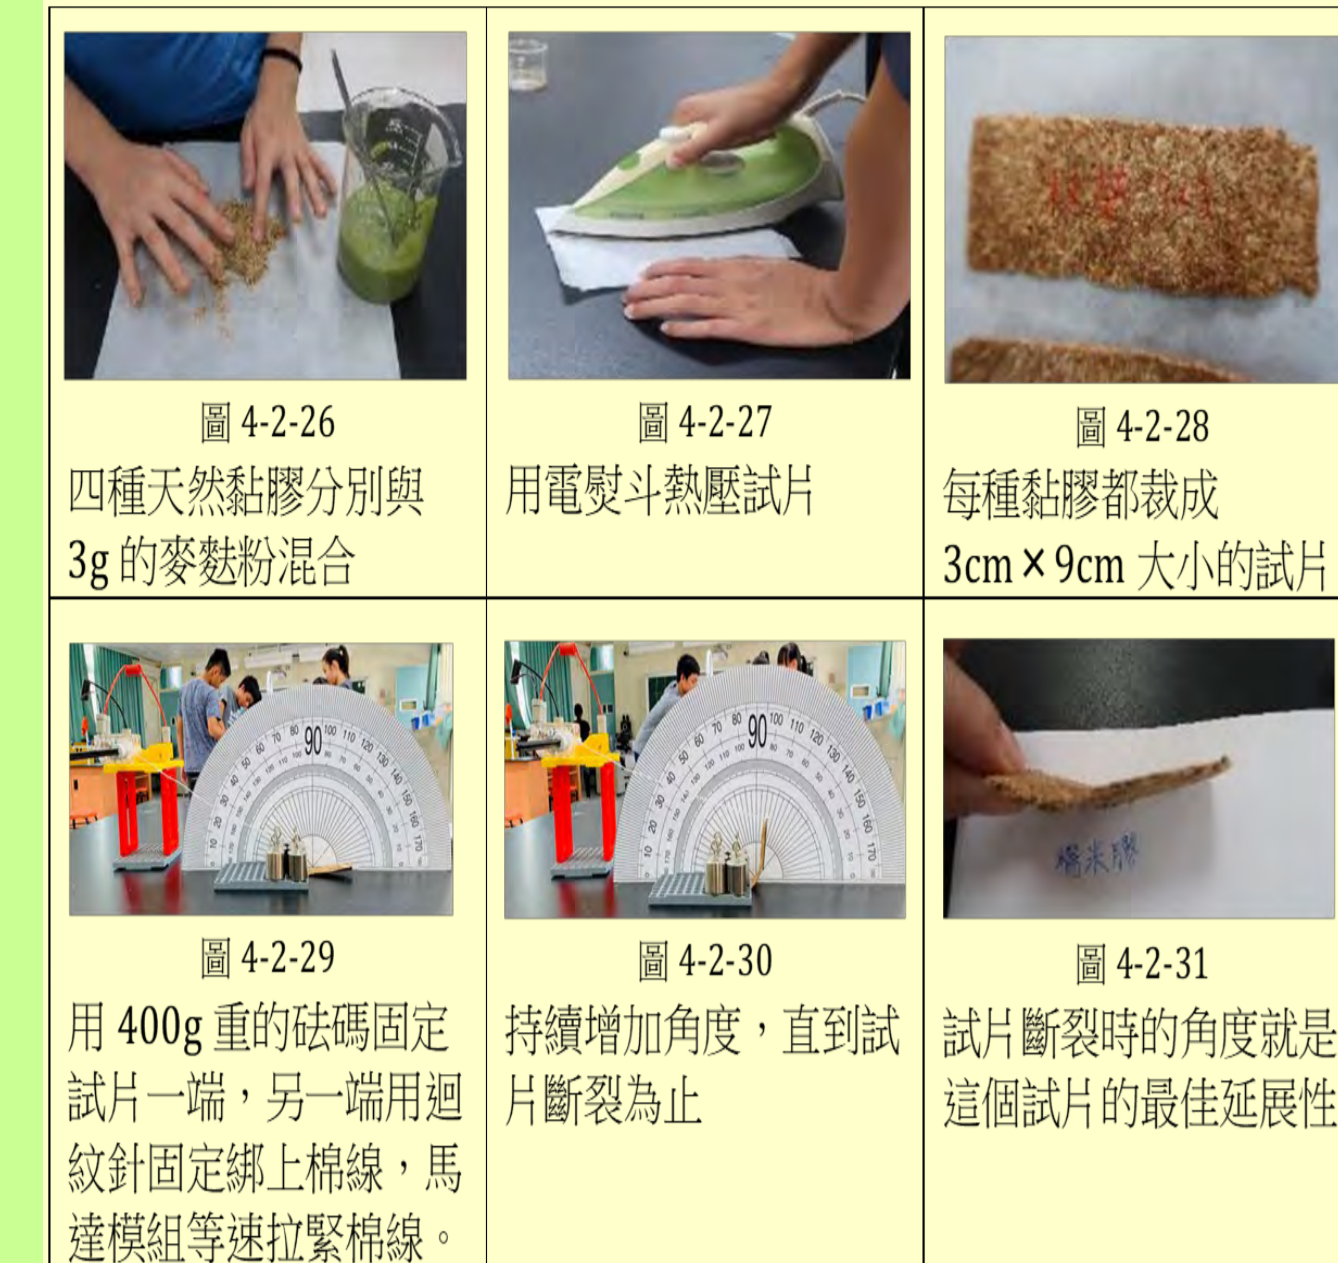 圖 4-2-26
四種天然黏膠分別與
3g 的麥麩粉混合
圖 4-2-27
用電熨斗熱壓試片
圖 4-2-28
每種黏膠都裁成
3cm×9cm 大小的試片
圖 4-2-29
用 400g 重的砝碼固定
試片一端，另一端用迴
紋針固定綁上棉線，馬
達模組等速拉緊棉線。
圖 4-2-30
持續增加角度，直到試
片斷裂為止
糯米膠
圖 4-2-31
試片斷裂時的角度就是
這個試片的最佳延展性